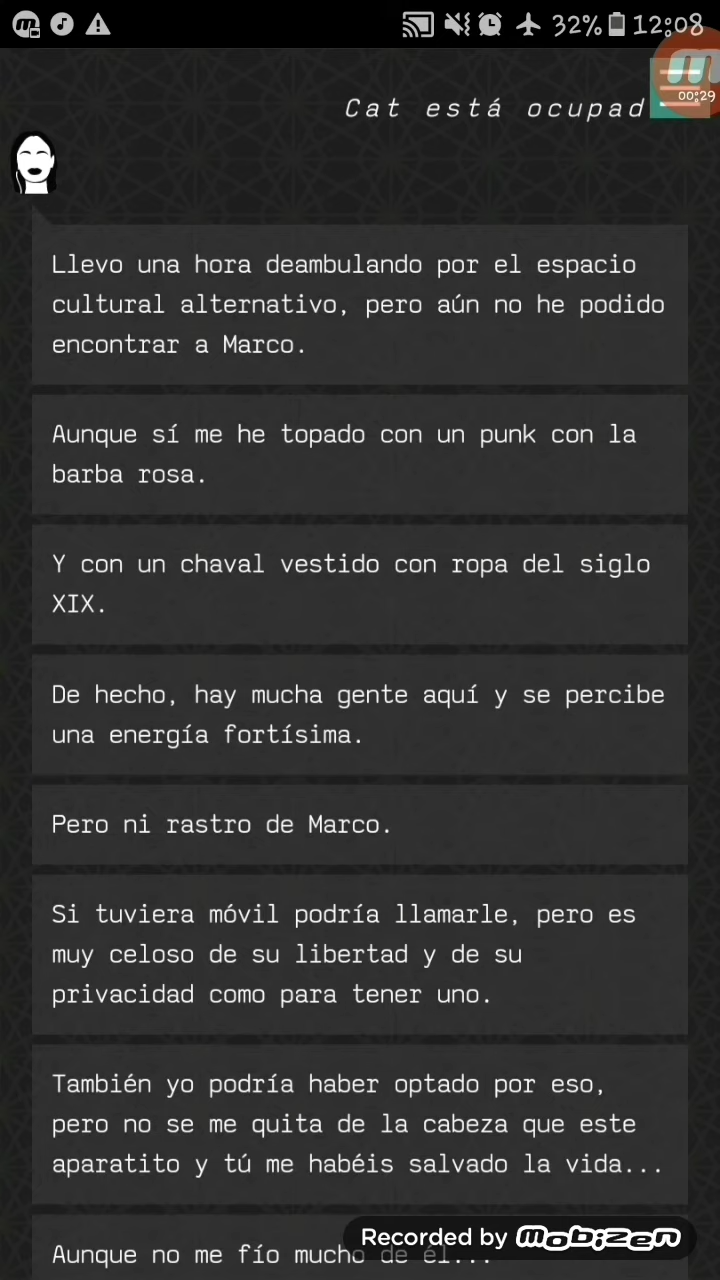 32% 12:08
00:29
Cat está ocupad
Llevo una hora deambulando por el espacio
cultural alternativo, pero aún no he podido
encontrar a Marco.
Aunque sí me he topado con un punk con la
barba rosa.
Y con un chaval vestido con ropa del siglo
XIX.
De hecho, hay mucha gente aquí y se percibe
una energía fortísima.
Pero ni rastro de Marco.
Si tuviera móvil podría llamarle, pero es
muy celoso de su libertad y de su
privacidad como para tener uno.
También yo podría haber optado por eso,
pero no se me quita de la cabeza que este
aparatito y tú me habéis salvado la vida...
Aunque no me fío mucho de él...
Recorded by Mobizen